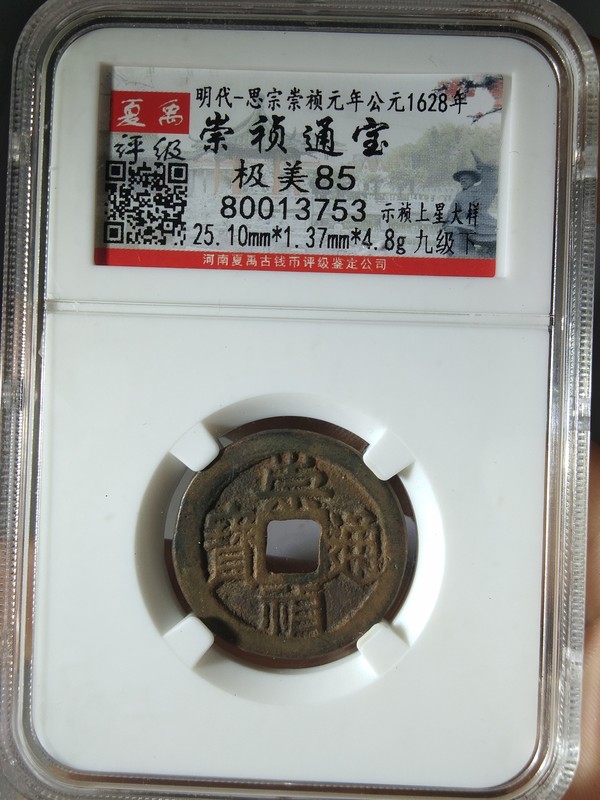 夏禹
评级
明代-思宗崇祯元年公元1628年
崇祯通宝
极美85
80013753 示祯上星大样
25.10mm*1.37mm*4.8g 九级下
河南夏禹古钱币评级鉴定公司
崇禎通寶